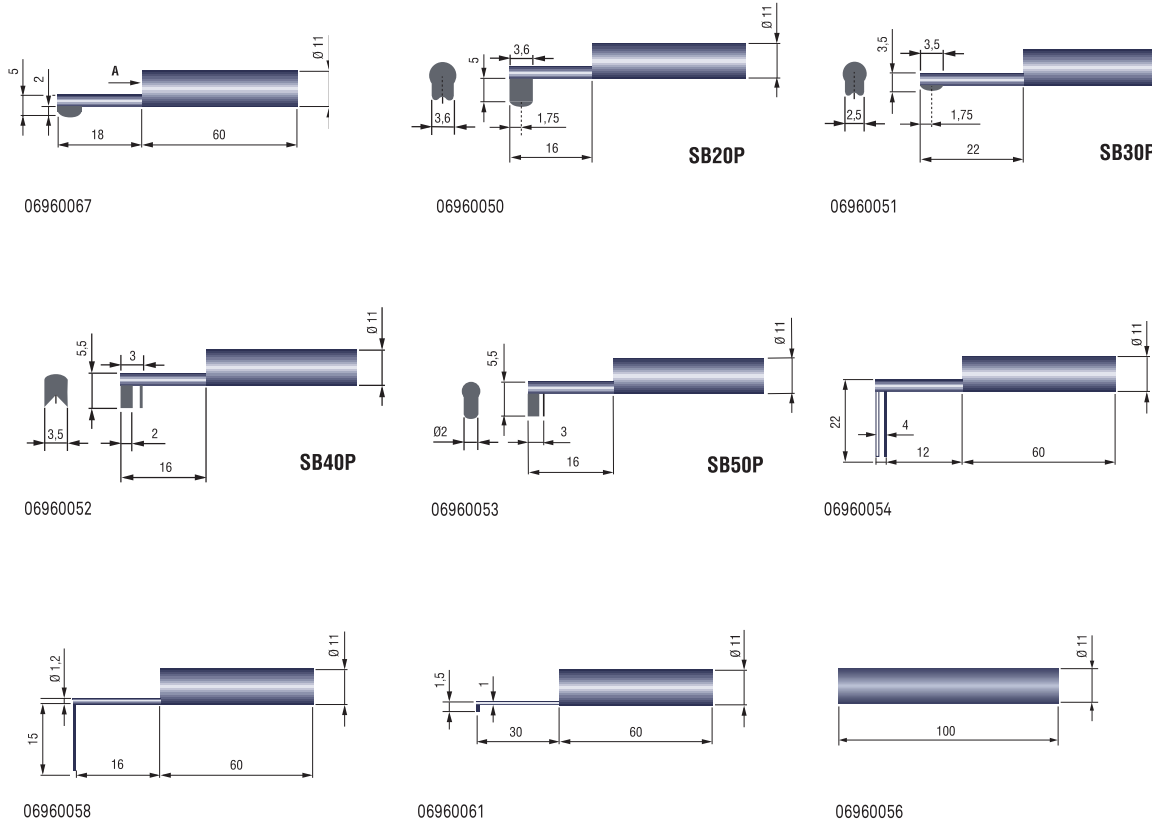 5
2
A
Ø 11
18
60
06960067
3,6
5
Ø 11
3,6
1,75
16
SB20P
06960050
3,5
3,5
2,5
1,75
22
SB30P
06960051
5,5
3
Ø 11
3,5
2
16
SB40P
06960052
5,5
Ø 11
Ø2
3
16
SB50P
06960053
Ø 11
22
4
12
60
06960054
Ø 1,2
Ø 11
15
16
60
06960058
1,5
1
Ø 11
30
60
06960061
Ø 11
100
06960056